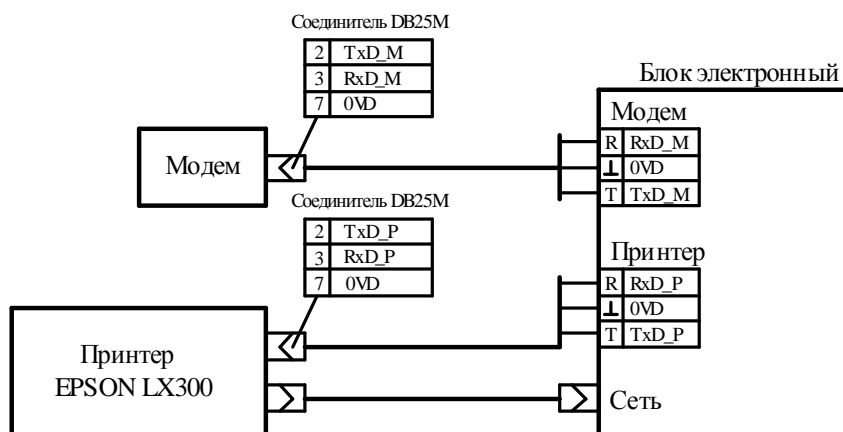 Соединитель DB25M
2 TxD_M
3 RxD_M
7 0VD
Блок электронный
Модем
Модем
R RxD_M
⊥ 0VD
T TxD_M
Соединитель DB25M
2 TxD_P
3 RxD_P
7 0VD
Принтер
R RxD_P
⊥ 0VD
T TxD_P
Принтер
EPSON LX300
Сеть